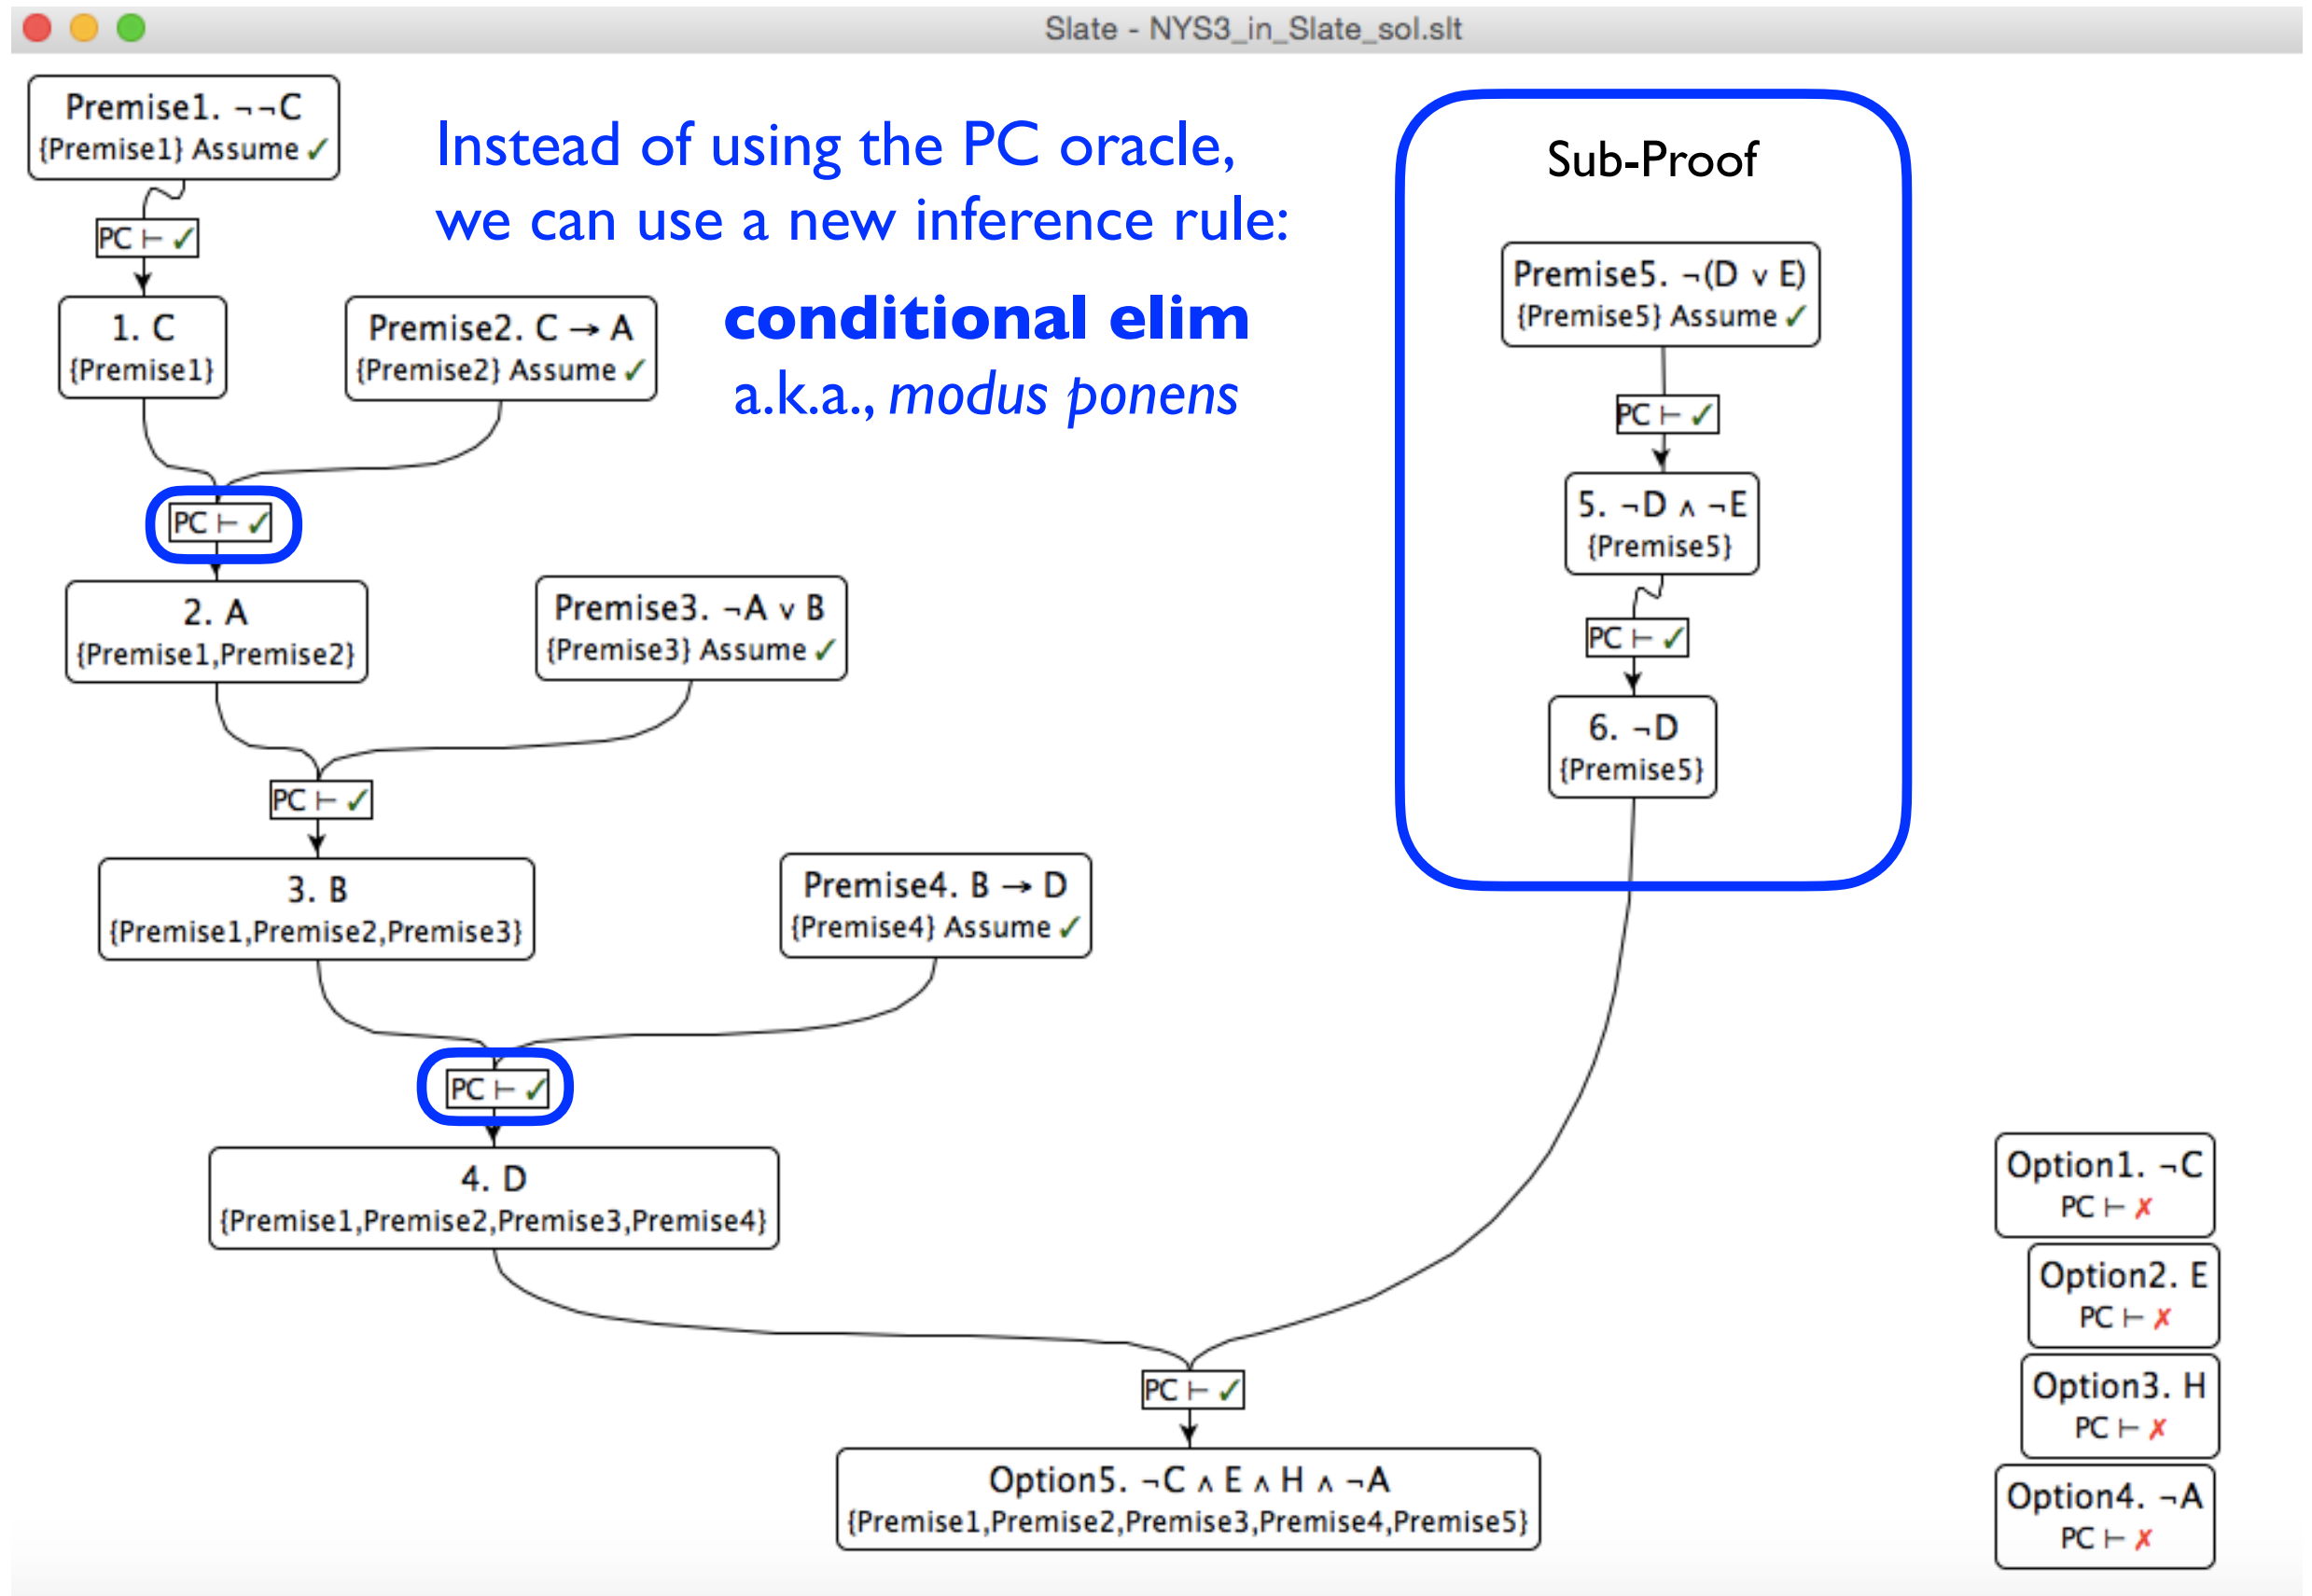 Slate - NYS3_in_Slate_sol.slt
Premise1. ¬¬C
{Premise1} Assume ✓
PC ⊢ ✓
Instead of using the PC oracle,
we can use a new inference rule:
conditional elim
a.k.a., modus ponens
1. C
{Premise1}
Premise2. C → A
{Premise2} Assume ✓
PC ⊢ ✓
2. A
{Premise1,Premise2}
Premise3. ¬A ∨ B
{Premise3} Assume ✓
PC ⊢ ✓
3. B
{Premise1,Premise2,Premise3}
Premise4. B → D
{Premise4} Assume ✓
PC ⊢ ✓
4. D
{Premise1,Premise2,Premise3,Premise4}
Sub-Proof
Premise5. ¬(D ∨ E)
{Premise5} Assume ✓
PC ⊢ ✓
5. ¬D ∧ ¬E
{Premise5}
PC ⊢ ✓
6. ¬D
{Premise5}
PC ⊢ ✓
Option5. ¬C ∧ E ∧ H ∧ ¬A
{Premise1,Premise2,Premise3,Premise4,Premise5}
Option1. ¬C
PC ⊢ ✗
Option2. E
PC ⊢ ✗
Option3. H
PC ⊢ ✗
Option4. ¬A
PC ⊢ ✗